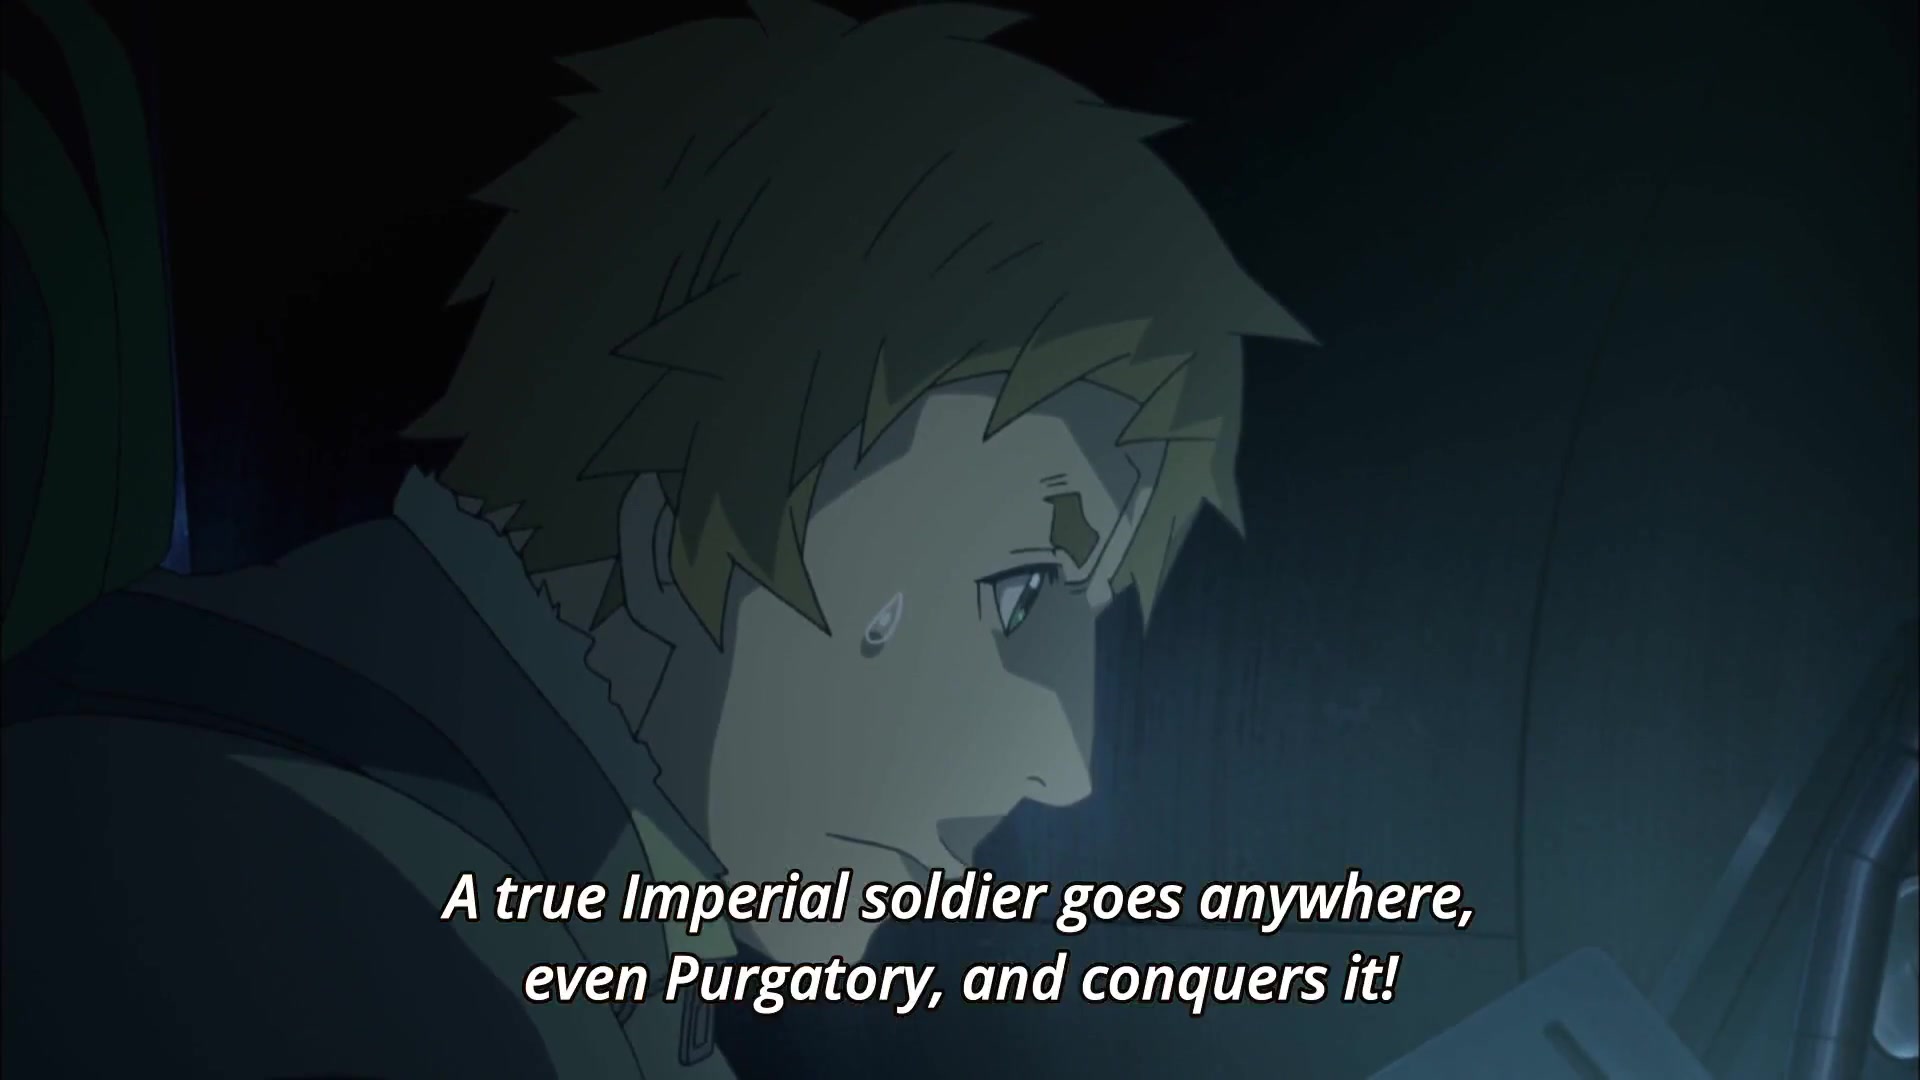 A true Imperial soldier goes anywhere,
even Purgatory, and conquers it!